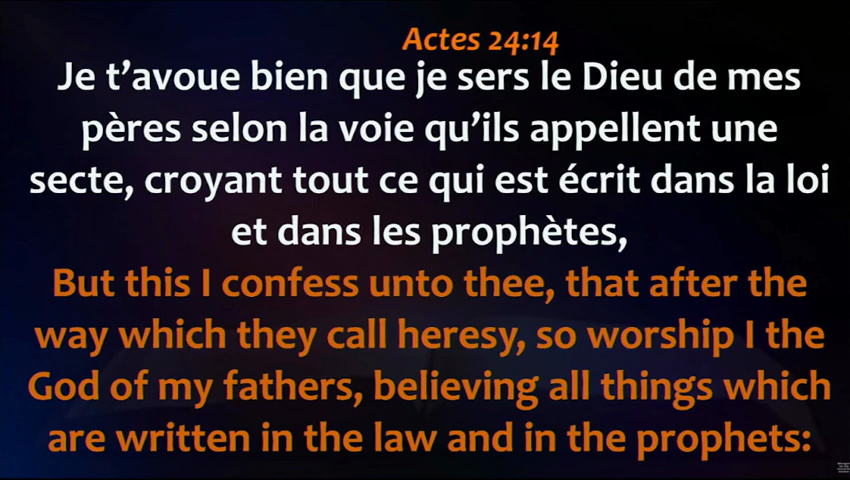 Actes 24:14
Je t’avoue bien que je sers le Dieu de mes
pères selon la voie qu’ils appellent une
secte, croyant tout ce qui est écrit dans la loi
et dans les prophètes,
But this I confess unto thee, that after the
way which they call heresy, so worship I the
God of my fathers, believing all things which
are written in the law and in the prophets: